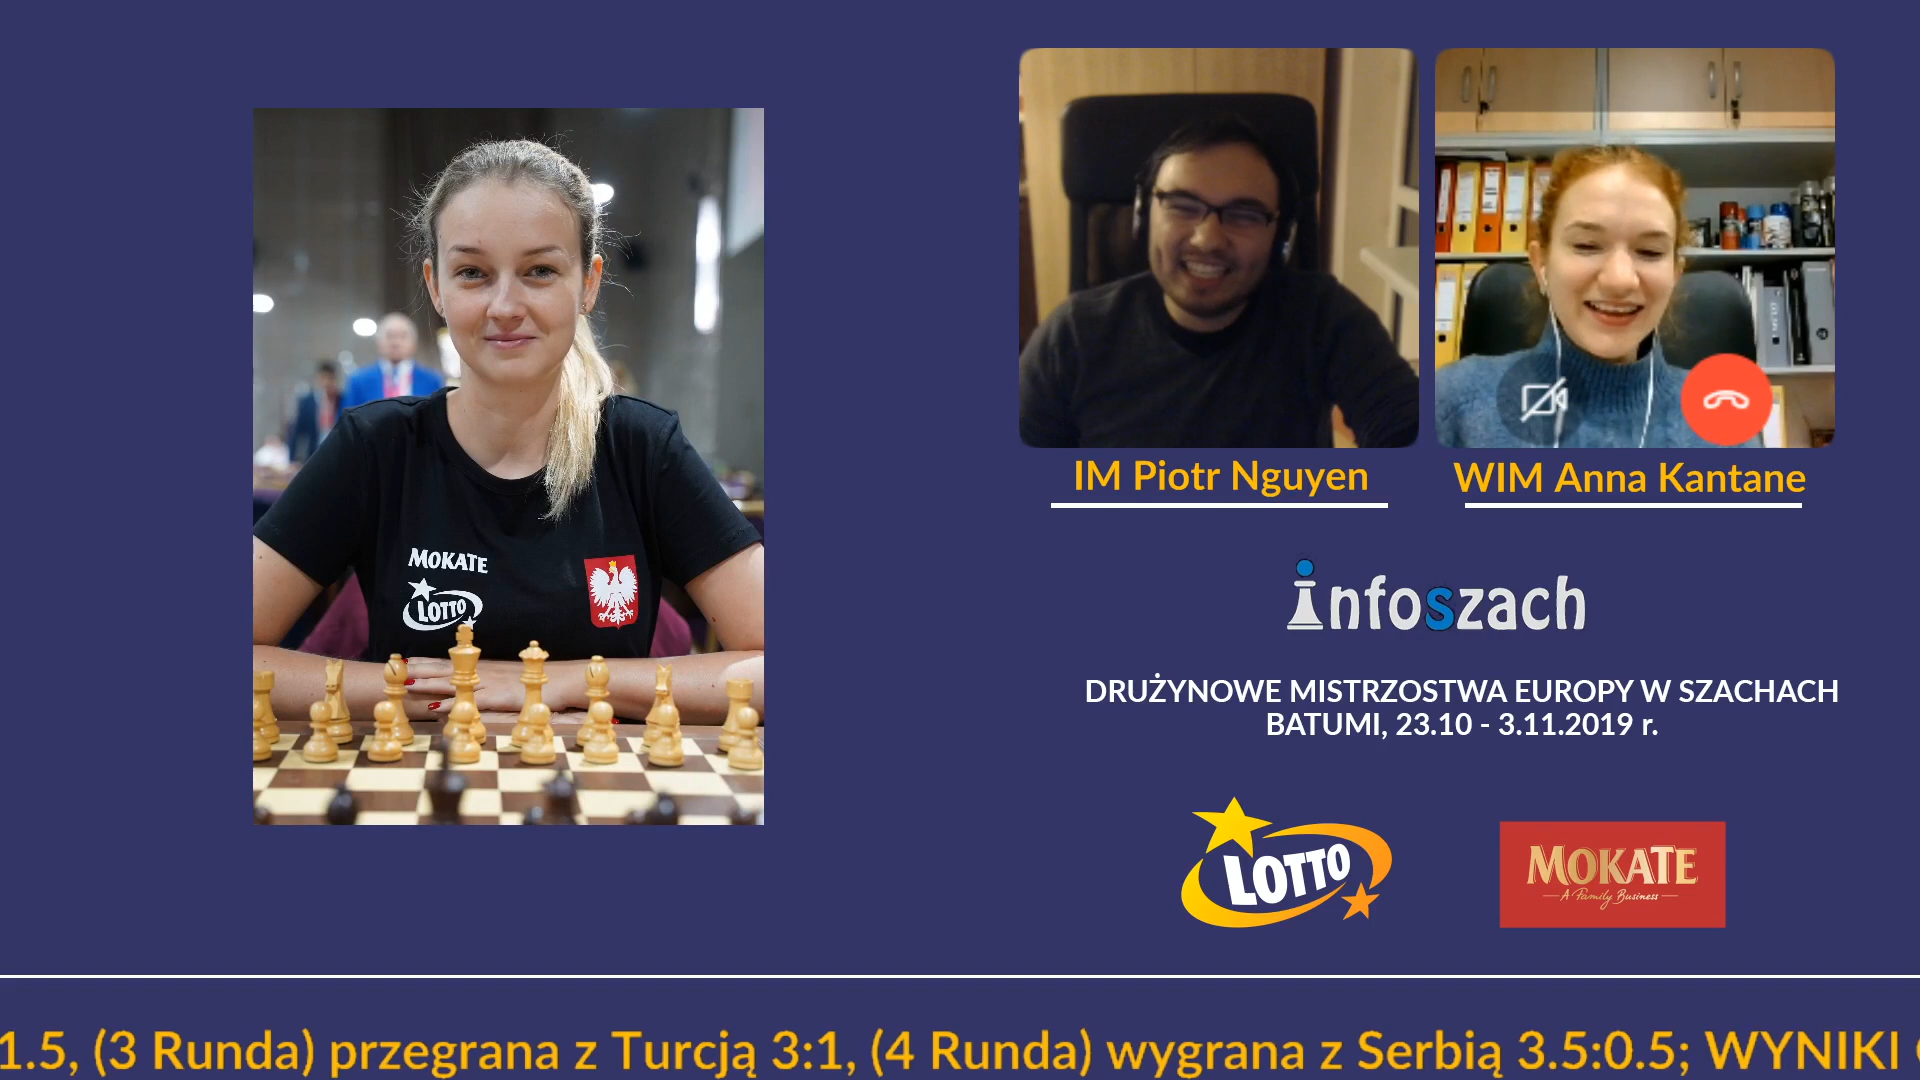 MOKATE
LOTTO
IM Piotr Nguyen
WIM Anna Kantane
infoszach
DRUŻYNOWE MISTRZOSTWA EUROPY W SZACHACH
BATUMI, 23.10 - 3.11.2019 r.
LOTTO
MOKATE
A Family Business
1.5, (3 Runda) przegrana z Turcją 3:1, (4 Runda) wygrana z Serbią 3.5:0.5; WYNIKI